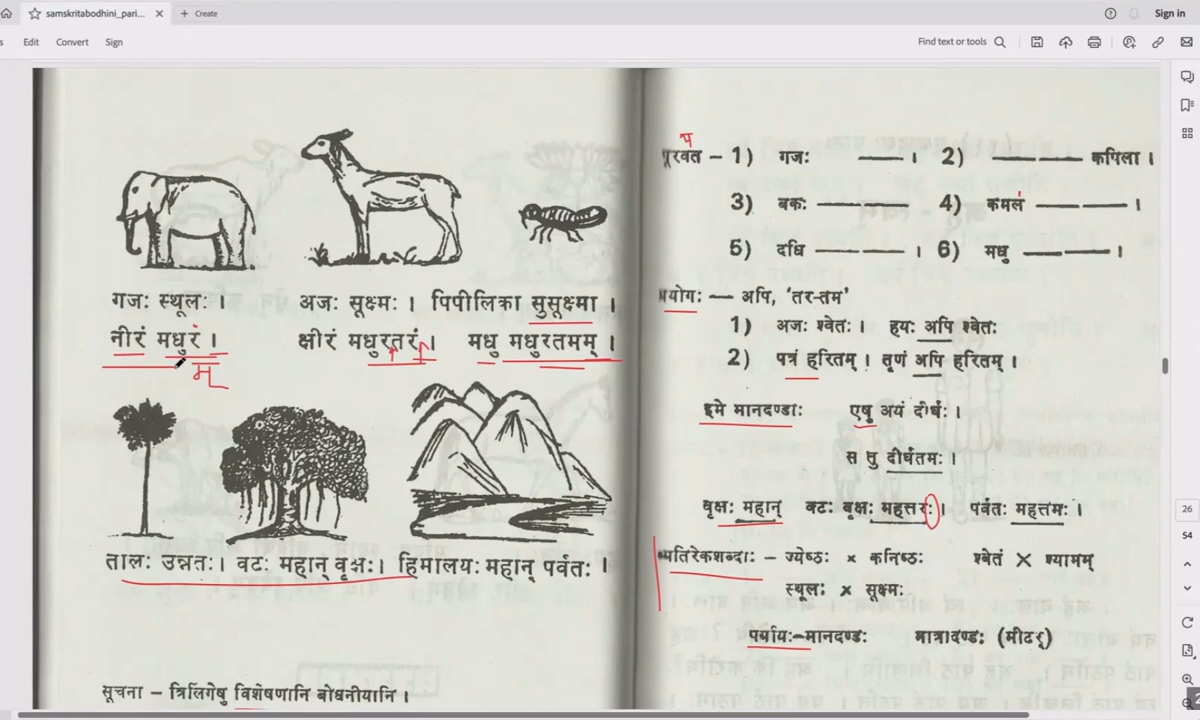 samskritabodhini_pari... × + Create Sign in
Edit Convert Sign Find text or tools
गजः स्थूलः । अजः सूक्ष्मः । पिपीलिका सुसूक्ष्मा ।
नीरं मधुरं । क्षीरं मधुरतरं । मधु मधुरतमम् ।
म्
तालः उन्नतः । वटः महान् वृक्षः । हिमालयः महान् पर्वतः ।
सूचना – त्रिलिंगेषु विशेषणानि बोधनीयानि ।
प
पूरवत – 1) गजः —— । 2) —— —— कपिला ।
3) बकः —— —— 4) कमलं —— —— ।
5) दधि —— —— । 6) मधु —— —— ।
प्रयोगः — अपि, 'तर-तम'
1) अजः श्वेतः । हयः अपि श्वेतः
2) पत्रं हरितम् । तृणं अपि हरितम् ।
इमे मानदण्डाः एषु अयं दीर्घः ।
दीर्घतमः ।
वृक्षः महान् वटः वृक्षः महत्तरः । पर्वतः महत्तमः ।
व्यतिरेकशब्दाः – ज्येष्ठः × कनिष्ठः श्वेतं × श्यामम्
स्थूलः × सूक्ष्मः
पर्यायः–मानदण्डः मात्रादण्डः (मीटर्)
26
54